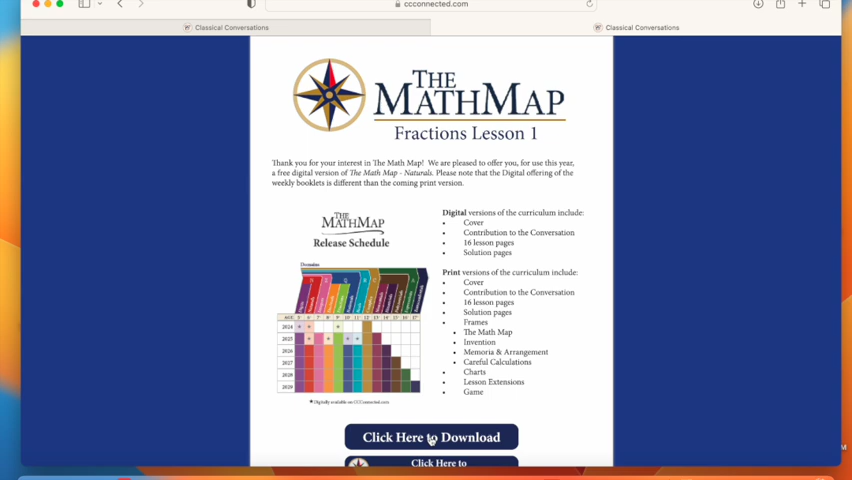 ccconnected.com
Classical Conversations
Classical Conversations
THE
MATHMAP
Fractions Lesson 1
Thank you for your interest in The Math Map! We are pleased to offer you, for use this year,
a free digital version of The Math Map - Naturals. Please note that the Digital offering of the
weekly booklets is different than the coming print version.
THE
MATHMAP
Release Schedule
Digital versions of the curriculum include:
• Cover
• Contribution to the Conversation
• 16 lesson pages
• Solution pages
Print versions of the curriculum include:
• Cover
• Contribution to the Conversation
• 16 lesson pages
• Solution pages
• Frames
• The Math Map
• Invention
• Memoria & Arrangement
• Careful Calculations
• Charts
• Lesson Extensions
• Game
Domains
AGE
2024
2025
2026
2027
2028
2029
Click Here to Download
Click Here to